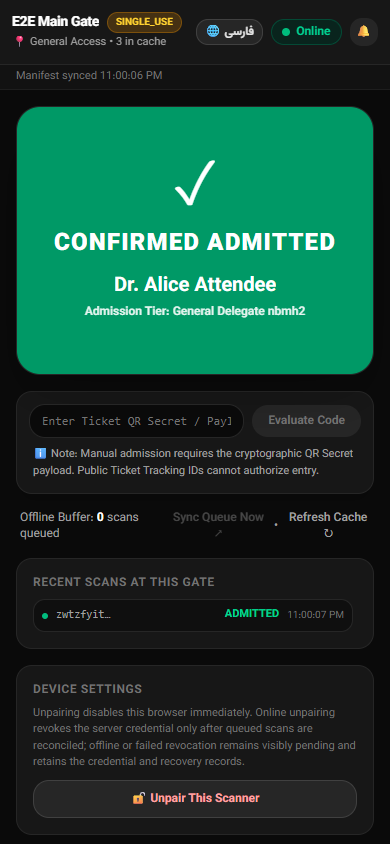 E2E Main Gate SINGLE_USE
📍 General Access • 3 in cache
🌐 فارسی
Online
Manifest synced 11:00:06 PM
✓
CONFIRMED ADMITTED
Dr. Alice Attendee
Admission Tier: General Delegate nbmh2
Enter Ticket QR Secret / Payl
Evaluate Code
ℹ️ Note: Manual admission requires the cryptographic QR Secret
payload. Public Ticket Tracking IDs cannot authorize entry.
Offline Buffer: 0 scans
queued
Sync Queue Now
↗
•
Refresh Cache
↻
RECENT SCANS AT THIS GATE
zwtzfyit… ADMITTED 11:00:07 PM
DEVICE SETTINGS
Unpairing disables this browser immediately. Online unpairing
revokes the server credential only after queued scans are
reconciled; offline or failed revocation remains visibly pending and
retains the credential and recovery records.
🔓 Unpair This Scanner